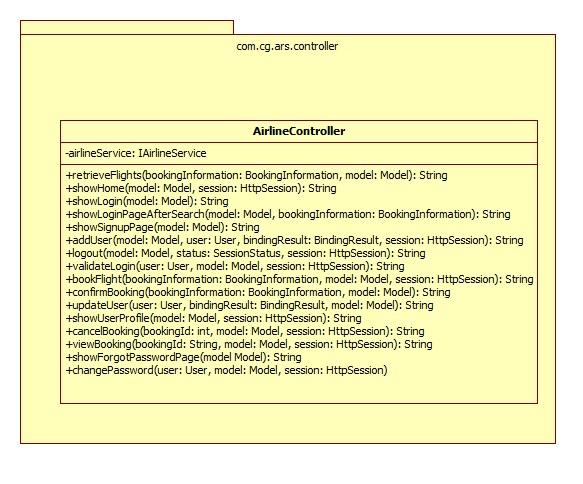 com.cg.ars.controller
AirlineController
-airlineService: IAirlineService
+retrieveFlights(bookingInformation: BookingInformation, model: Model): String
+showHome(model: Model, session: HttpSession): String
+showLogin(model: Model): String
+showLoginPageAfterSearch(model: Model, bookingInformation: BookingInformation): String
+showSignupPage(model: Model): String
+addUser(model: Model, user: User, bindingResult: BindingResult, session: HttpSession): String
+logout(model: Model, status: SessionStatus, session: HttpSession): String
+validateLogin(user: User, model: Model, session: HttpSession): String
+bookFlight(bookingInformation: BookingInformation, model: Model, session: HttpSession): String
+confirmBooking(bookingInformation: BookingInformation, model: Model): String
+updateUser(user: User, bindingResult: BindingResult, model: Model): String
+showUserProfile(model: Model, session: HttpSession): String
+cancelBooking(bookingId: int, model: Model, session: HttpSession): String
+viewBooking(bookingId: String, model: Model, session: HttpSession): String
+showForgotPasswordPage(model Model): String
+changePassword(user: User, model: Model, session: HttpSession)